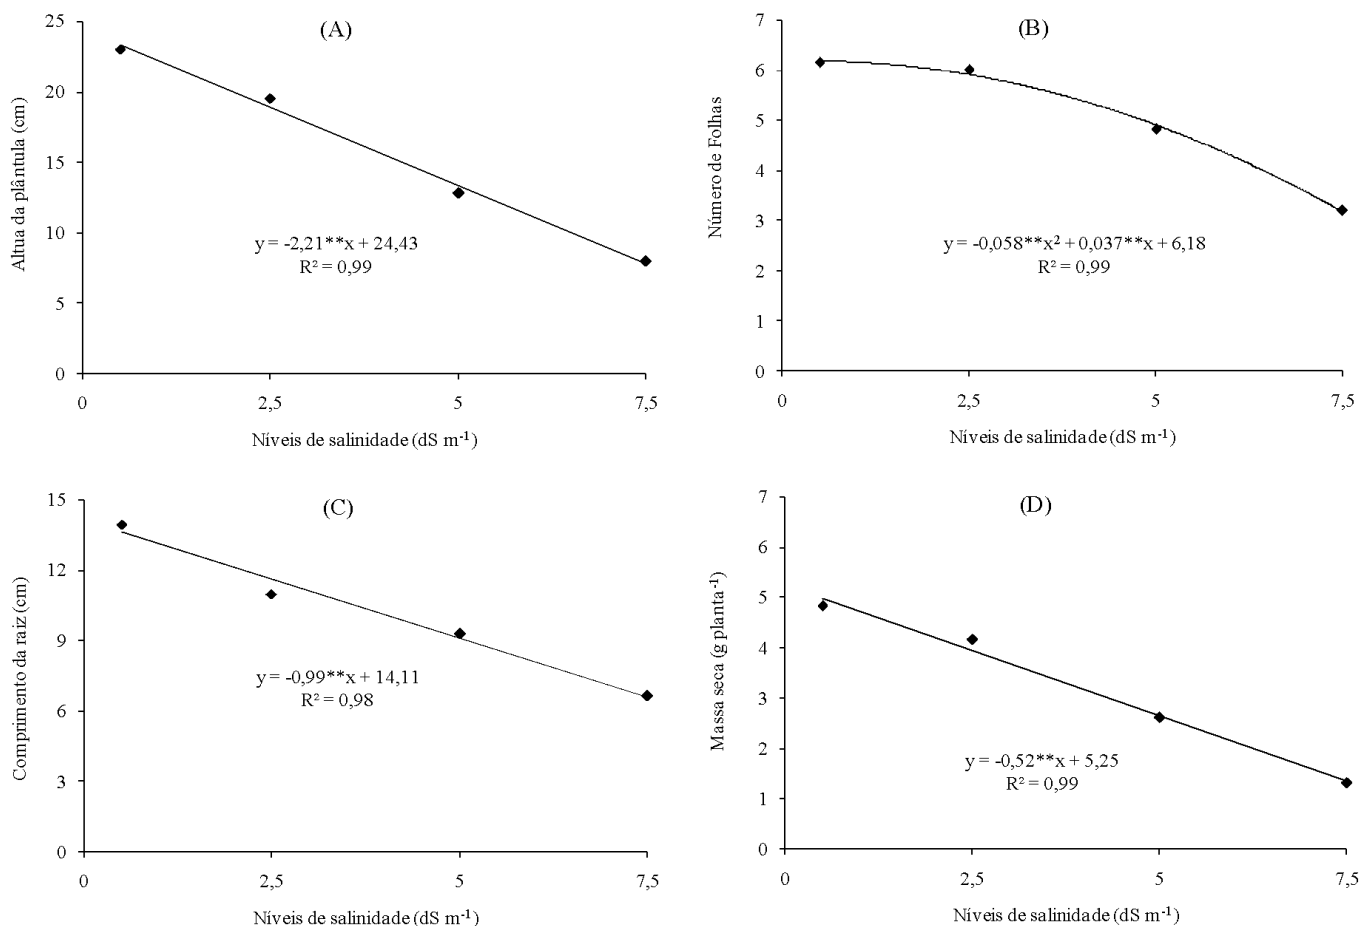 (A)
Altua da plântula (cm)
25
20
15
10
5
0
y = -2,21**x + 24,43
R² = 0,99
0 2,5 5 7,5
Níveis de salinidade (dS m⁻¹)
(B)
Número de Folhas
7
6
5
4
3
2
1
0
y = -0,058**x² + 0,037**x + 6,18
R² = 0,99
0 2,5 5 7,5
Níveis de salinidade (dS m⁻¹)
(C)
Comprimento da raiz (cm)
15
12
9
6
3
0
y = -0,99**x + 14,11
R² = 0,98
0 2,5 5 7,5
Níveis de salinidade (dS m⁻¹)
(D)
Massa seca (g planta⁻¹)
7
6
5
4
3
2
1
0
y = -0,52**x + 5,25
R² = 0,99
0 2,5 5 7,5
Níveis de salinidade (dS m⁻¹)